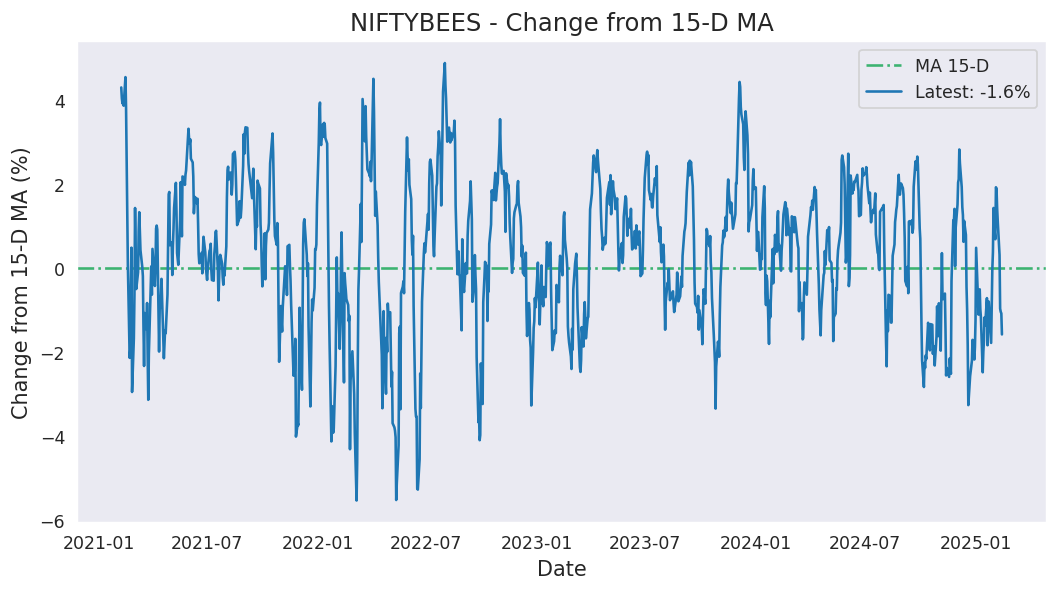 NIFTYBEES - Change from 15-D MA
MA 15-D
Latest: -1.6%
Change from 15-D MA (%)
4
2
0
−2
−4
−6
2021-01 2021-07 2022-01 2022-07 2023-01 2023-07 2024-01 2024-07 2025-01
Date